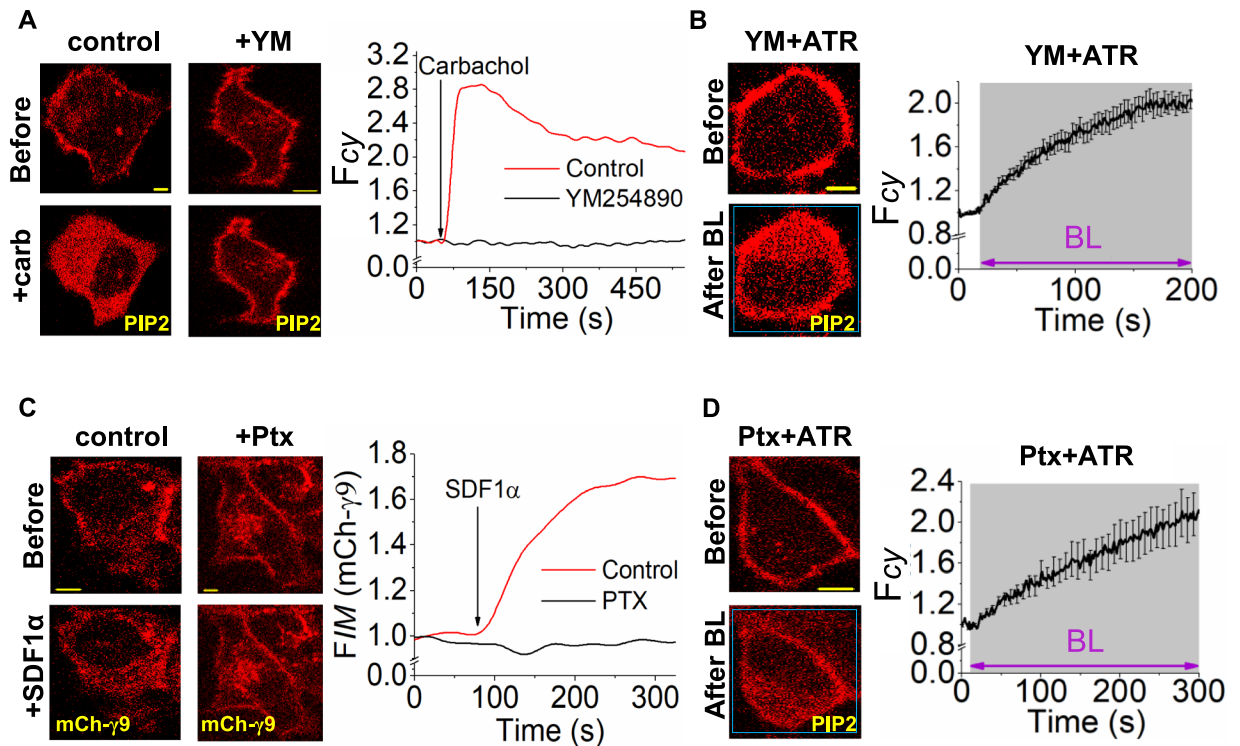 A
control
+YM
Before
+carb
PIP2
PIP2
Fcy
3.2
2.8
2.4
2.0
1.6
1.2
0.0
Carbachol
Control
YM254890
0 150 300 450
Time (s)
B
YM+ATR
Before
After BL
PIP2
YM+ATR
Fcy
2.0
1.6
1.2
0.8
0.0
BL
0 100 200
Time (s)
C
control
+Ptx
Before
+SDF1α
mCh-γ9
mCh-γ9
FIM (mCh-γ9)
1.8
1.6
1.4
1.2
1.0
0.0
SDF1α
Control
PTX
0 100 200 300
Time (s)
D
Ptx+ATR
Before
After BL
PIP2
Ptx+ATR
Fcy
2.4
2.0
1.6
1.2
0.8
0.0
BL
0 100 200 300
Time (s)